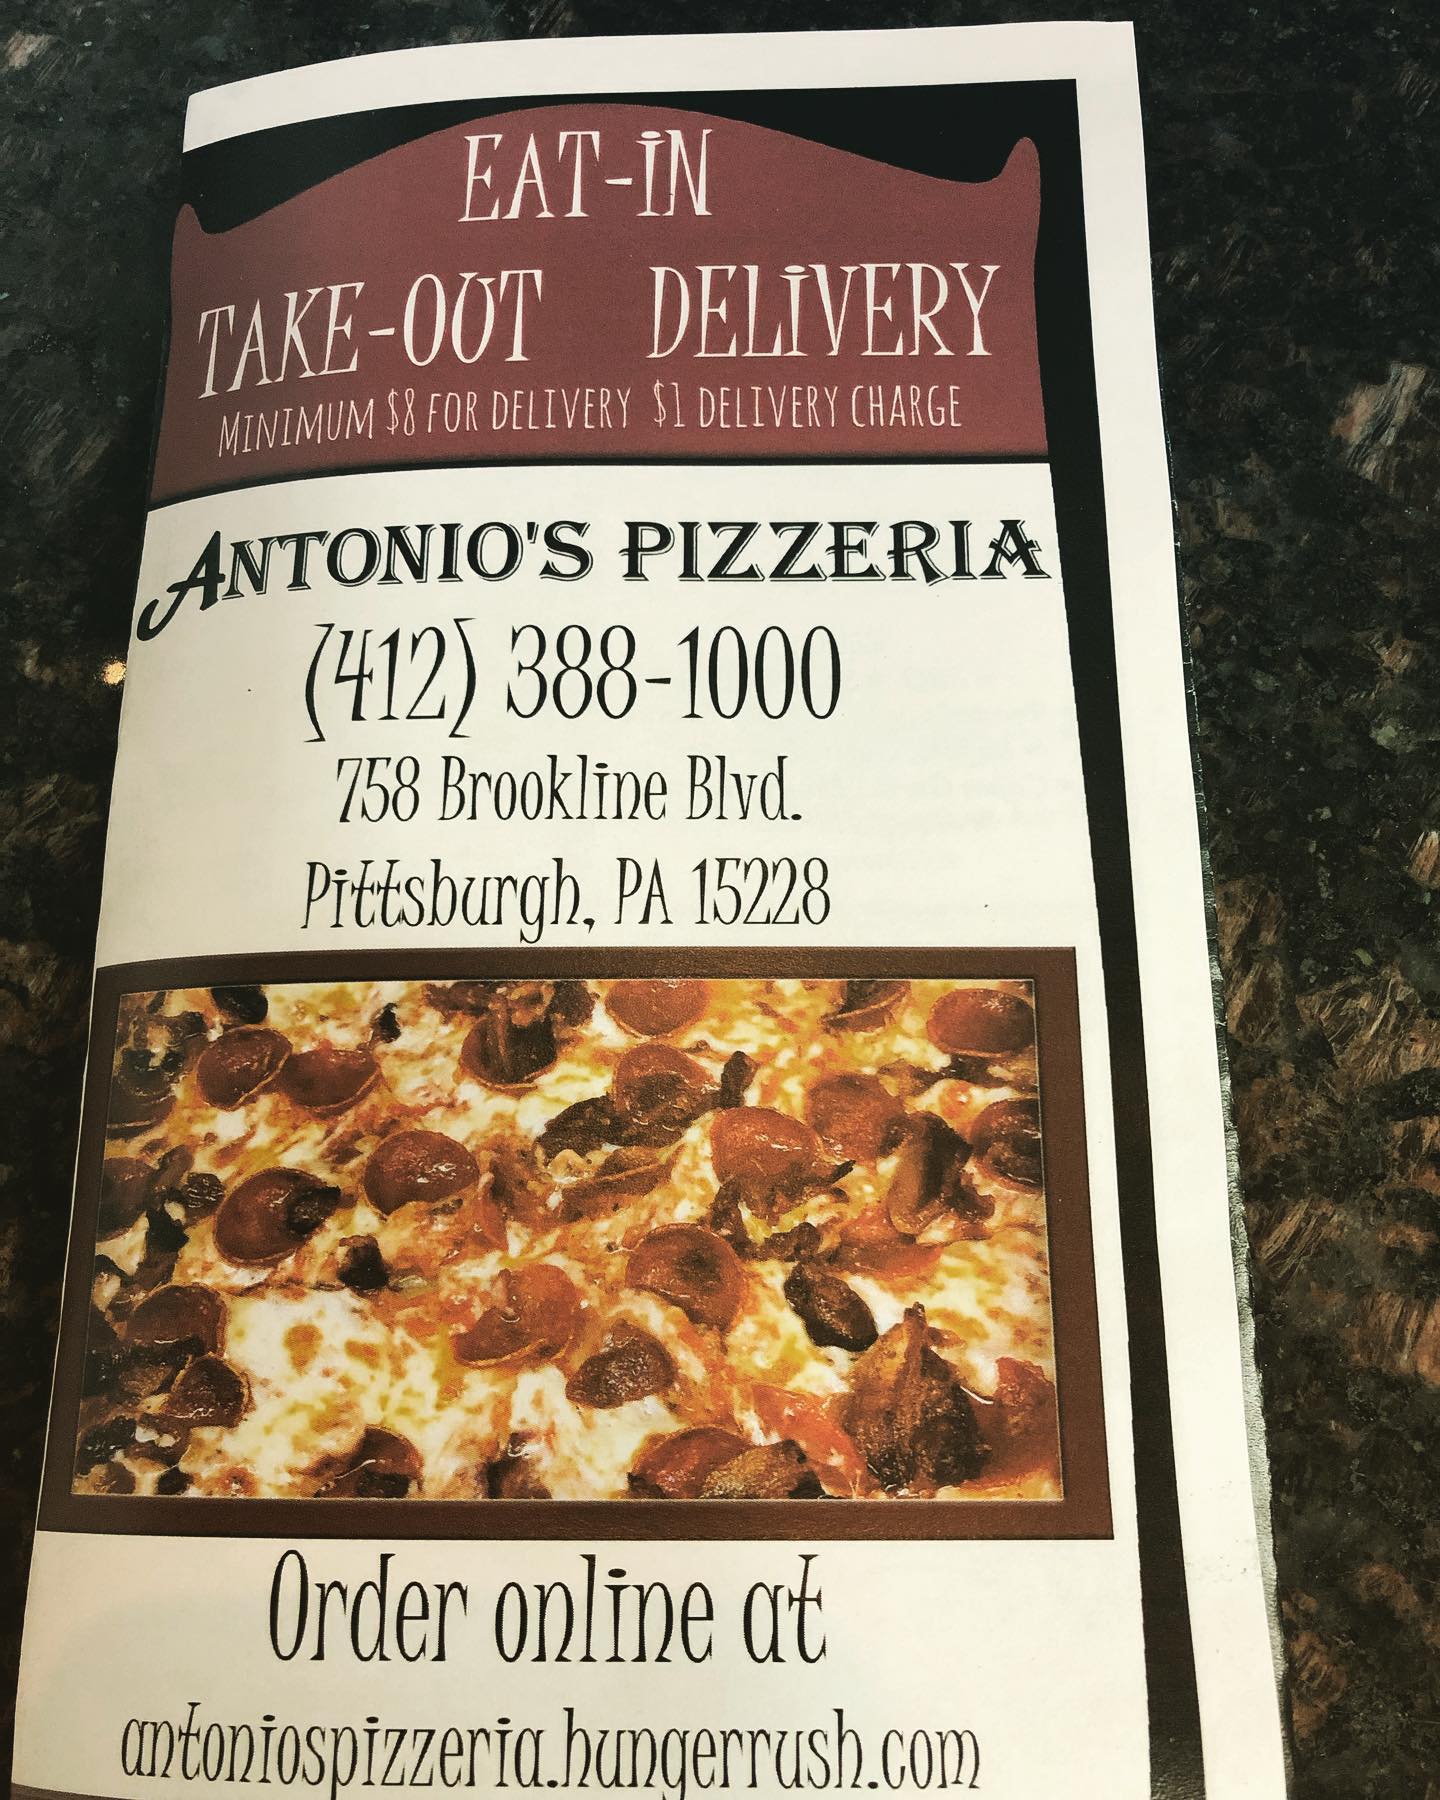 EAT-IN
TAKE-OUT DELIVERY
MINIMUM $8 FOR DELIVERY $1 DELIVERY CHARGE
ANTONIO'S PIZZERIA
(412) 388-1000
758 Brookline Blvd.
Pittsburgh, PA 15228
Order online at
antoniospizzeria.hungerrush.com